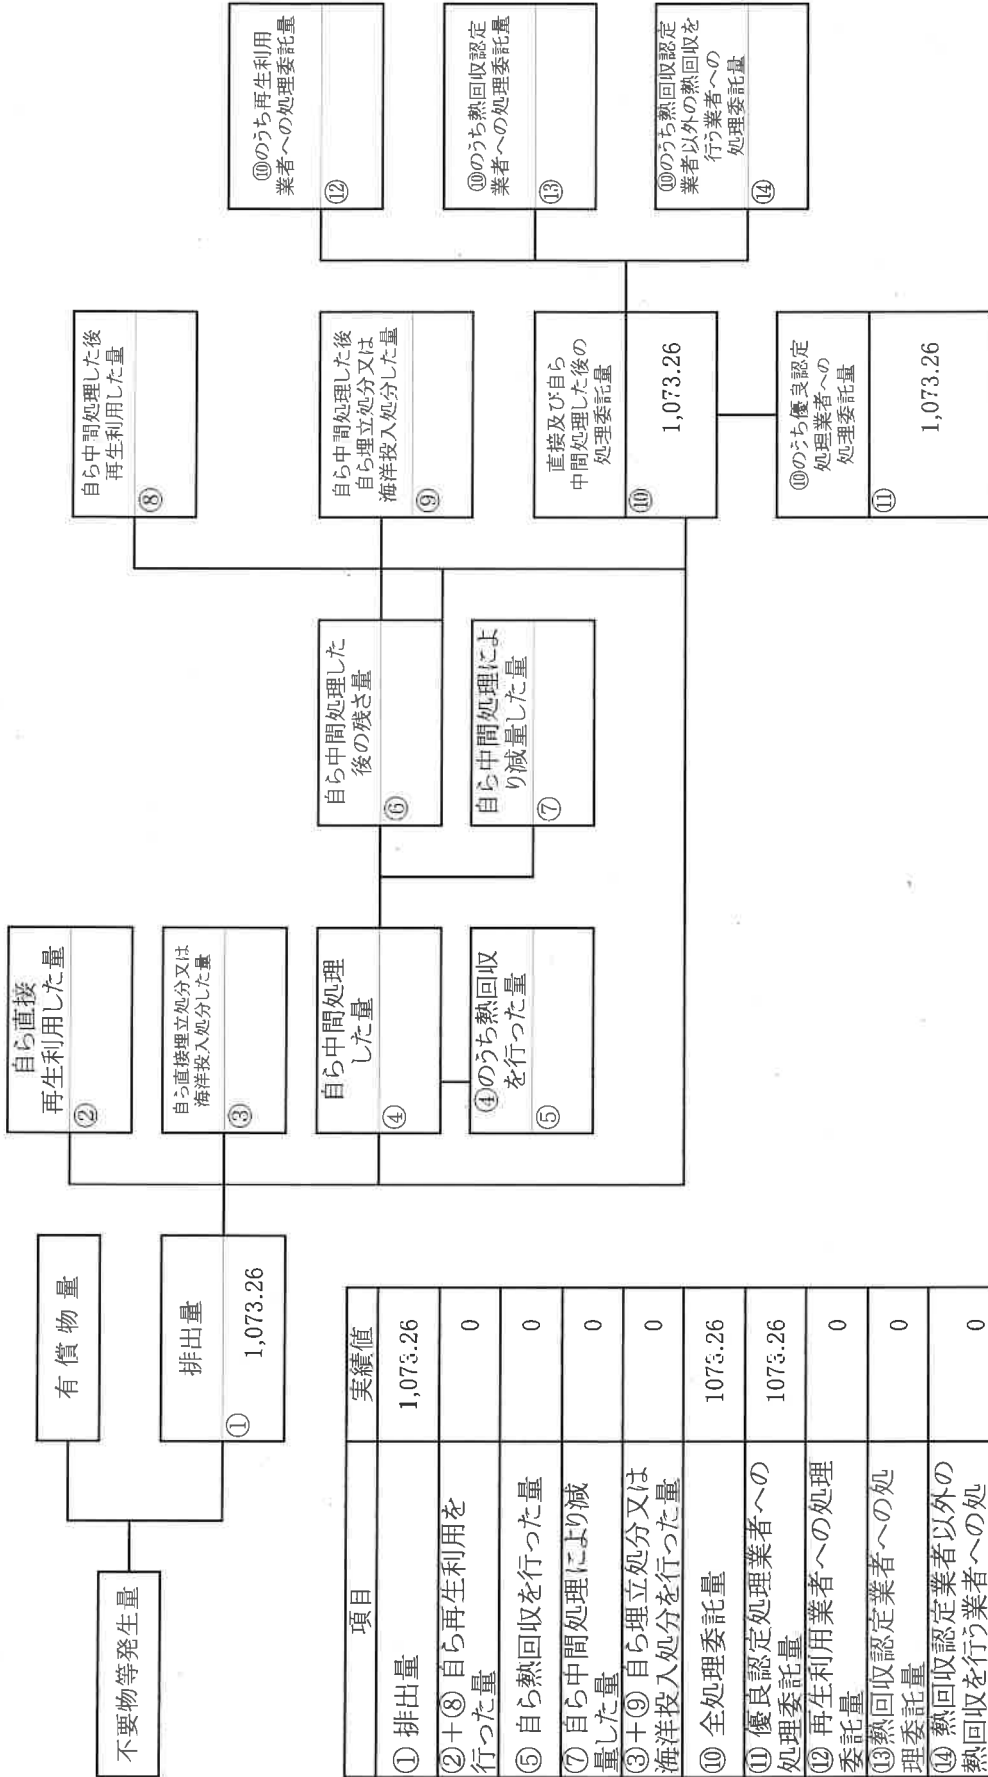 不要物等発生量
有償物量
排出量
①
1,073.26
自ら直接
再生利用した量
②
自ら直接埋立処分又は
海洋投入処分した量
③
自ら中間処理
した量
④
④のうち熱回収
を行った量
⑤
自ら中間処理した
後の残さ量
⑥
自ら中間処理によ
り減量した量
⑦
自ら中間処理した後
再生利用した量
⑧
自ら中間処理した後
自ら埋立処分又は
海洋投入処分した量
⑨
直接及び自ら
中間処理した後の
処理委託量
⑩
1,073.26
⑩のうち優良認定
処理業者への
処理委託量
⑪
1,073.26
⑩のうち再生利用
業者への処理委託量
⑫
⑩のうち熱回収認定
業者への処理委託量
⑬
⑩のうち熱回収認定
業者以外の熱回収を
行う業者への
処理委託量
⑭
項目 実績値
①排出量 1,073.26
②+⑧ 自ら再生利用を
行った量 0
⑤ 自ら熱回収を行った量 0
⑦ 自ら中間処理により減
量した量 0
③+⑨ 自ら埋立処分又は
海洋投入処分を行った量 0
⑩ 全処理委託量 1073.26
⑪ 優良認定処理業者への
処理委託量 1073.26
⑫ 再生利用業者への処理
委託量 0
⑬熱回収認定業者への処
理委託量 0
⑭ 熱回収認定業者以外の
熱回収を行う業者への処 0